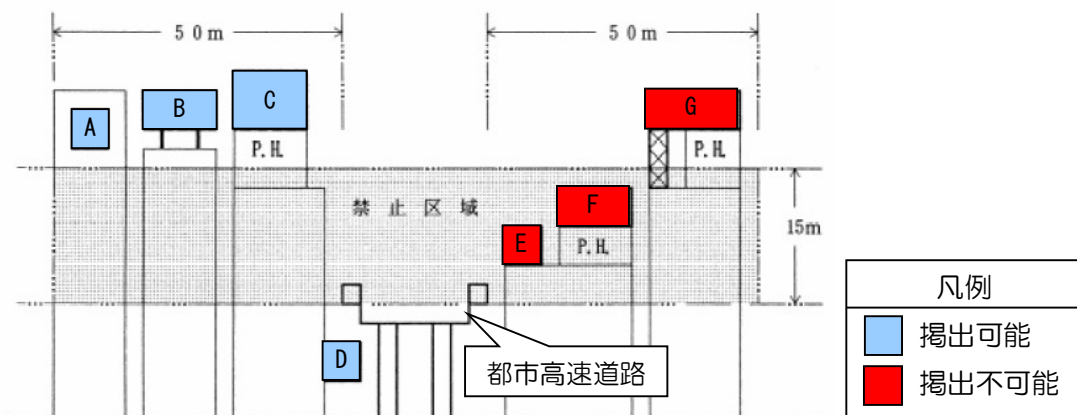 50m
50m
A
B
C
G
P.H.
P.H.
禁止区域
F
E
P.H.
15m
D
都市高速道路
凡例
掲出可能
掲出不可能